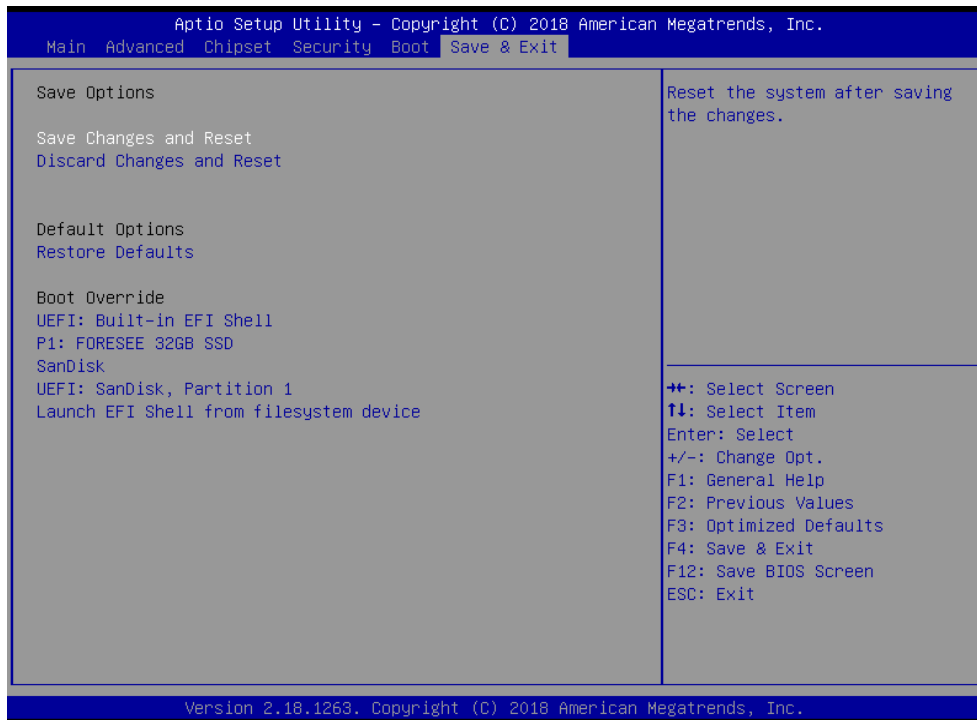 Aptio Setup Utility – Copyright (C) 2018 American Megatrends, Inc.
Main Advanced Chipset Security Boot Save & Exit
Save Options
Save Changes and Reset
Discard Changes and Reset
Default Options
Restore Defaults
Boot Override
UEFI: Built-in EFI Shell
P1: FORESEE 32GB SSD
SanDisk
UEFI: SanDisk, Partition 1
Launch EFI Shell from filesystem device
Reset the system after saving
the changes.
→←: Select Screen
↑↓: Select Item
Enter: Select
+/-: Change Opt.
F1: General Help
F2: Previous Values
F3: Optimized Defaults
F4: Save & Exit
F12: Save BIOS Screen
ESC: Exit
Version 2.18.1263. Copyright (C) 2018 American Megatrends, Inc.